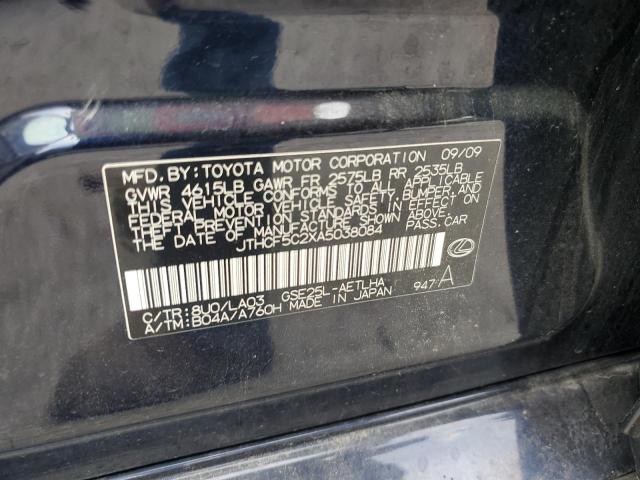 MFD. BY: TOYOTA MOTOR CORPORATION 09/09
GVWR 4615LB GAWR FR 2575LB RR 2535LB
THIS VEHICLE CONFORMS TO ALL APPLICABLE
FEDERAL MOTOR VEHICLE SAFETY, BUMPER, AND
THEFT PREVENTION STANDARDS IN EFFECT ON
THE DATE OF MANUFACTURE SHOWN ABOVE.
JTHCF5C2XA5038084 PASS.CAR
C/TR: 8U0/LA03 GSE25L-AETLHA
A/TM: B04A/A760H MADE IN JAPAN 947 A